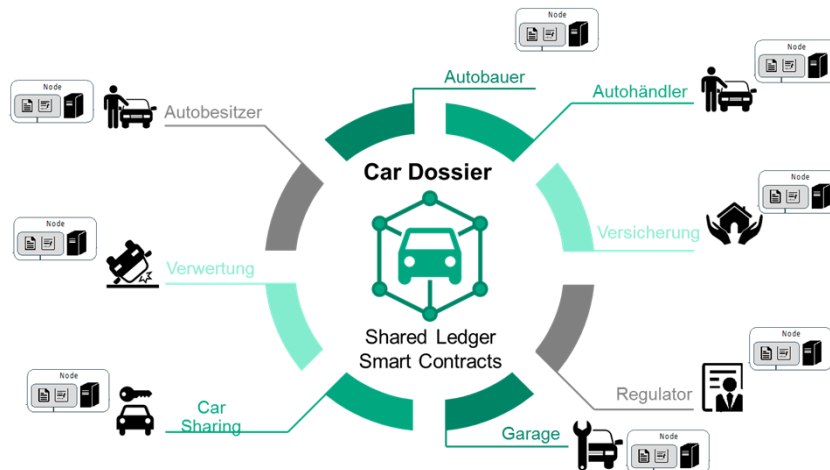 Node
Autobauer
Node
Autohändler
Node
Autobesitzer
Car Dossier
Node
Versicherung
Node
Verwertung
Shared Ledger
Smart Contracts
Node
Regulator
Node
Car
Sharing
Garage
Node